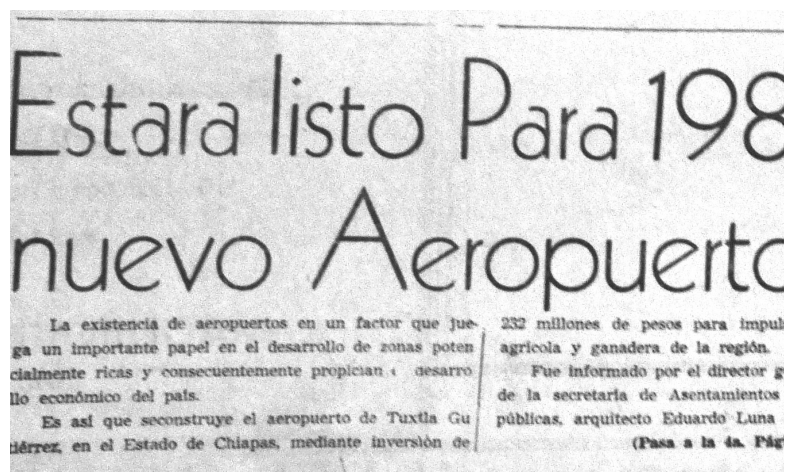 Estara listo Para 198
nuevo Aeropuerto
La existencia de aeropuertos en un factor que jue-
ga un importante papel en el desarrollo de zonas poten
cialmente ricas y consecuentemente propician desarro
llo económico del país.
Es así que seconstruye el aeropuerto de Tuxtla Gu
tiérrez, en el Estado de Chiapas, mediante inversión de
232 millones de pesos para impul
agrícola y ganadera de la región.
Fue informado por el director g
de la secretaría de Asentamientos
públicas, arquitecto Eduardo Luna
(Pasa a la 4a. Pág